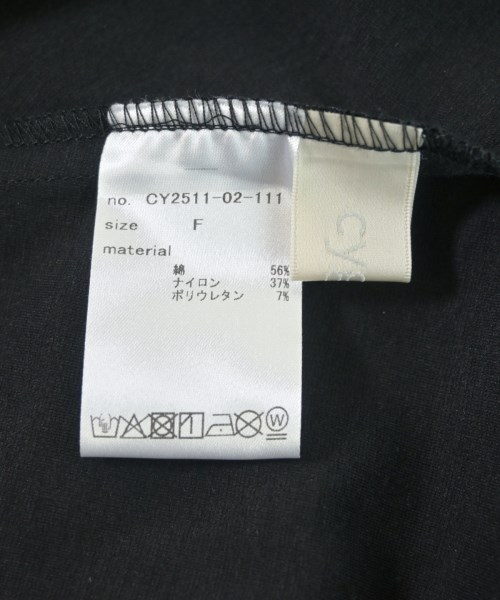 no. CY2511-02-111
size F
material
綿 56%
ナイロン 37%
ポリウレタン 7%
W